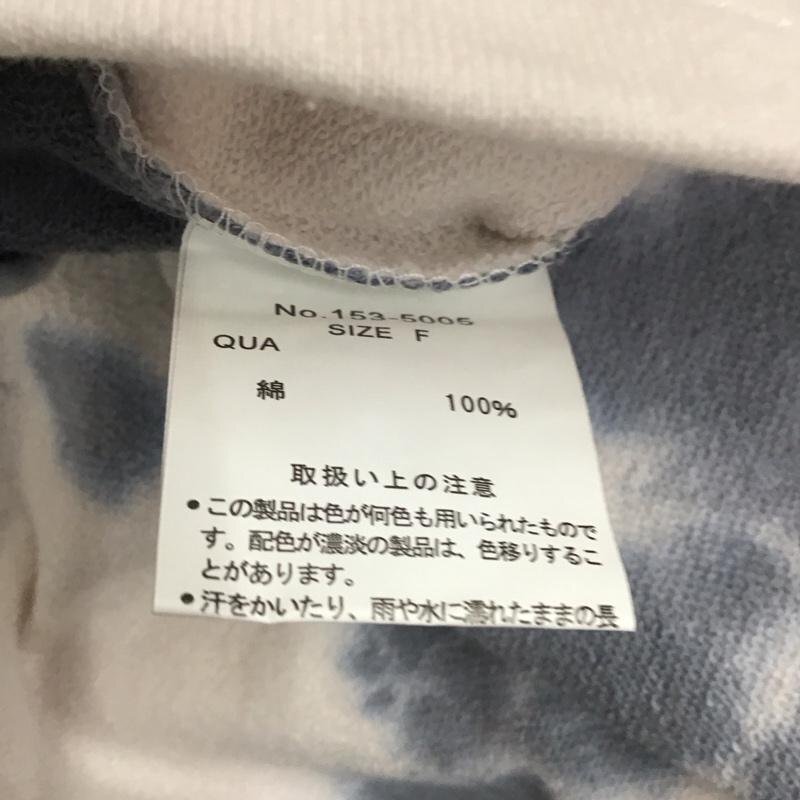 No.153-5005
SIZE F
QUA
綿 100%
取扱い上の注意
●この製品は色が何色も用いられたもので
す。配色が濃淡の製品は、色移りするこ
とがあります。
●汗をかいたり、雨や水に濡れたままの長